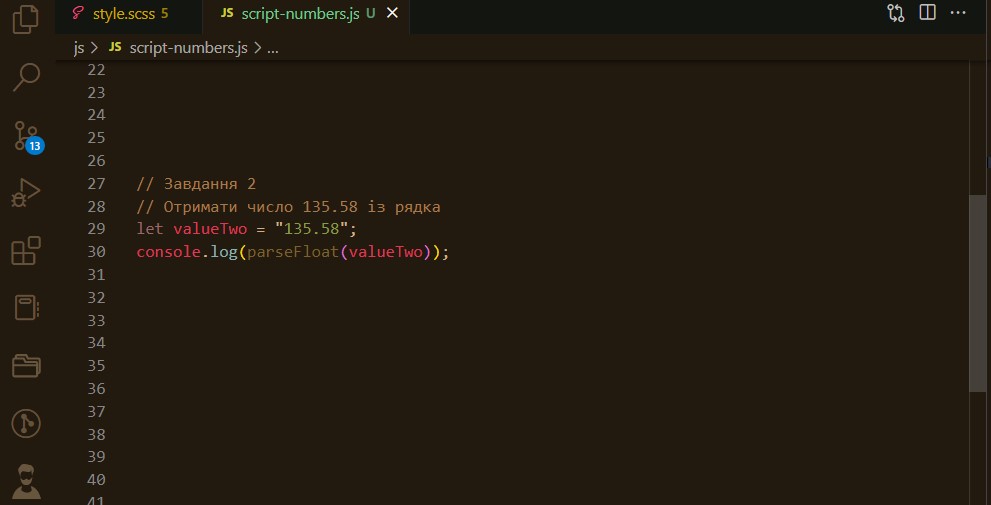 style.scss 5
JS script-numbers.js U
js > JS script-numbers.js > ...
22
23
24
25
26
27 // Завдання 2
28 // Отримати число 135.58 із рядка
29 let valueTwo = "135.58";
30 console.log(parseFloat(valueTwo));
31
32
33
34
35
36
37
38
39
40
41
13